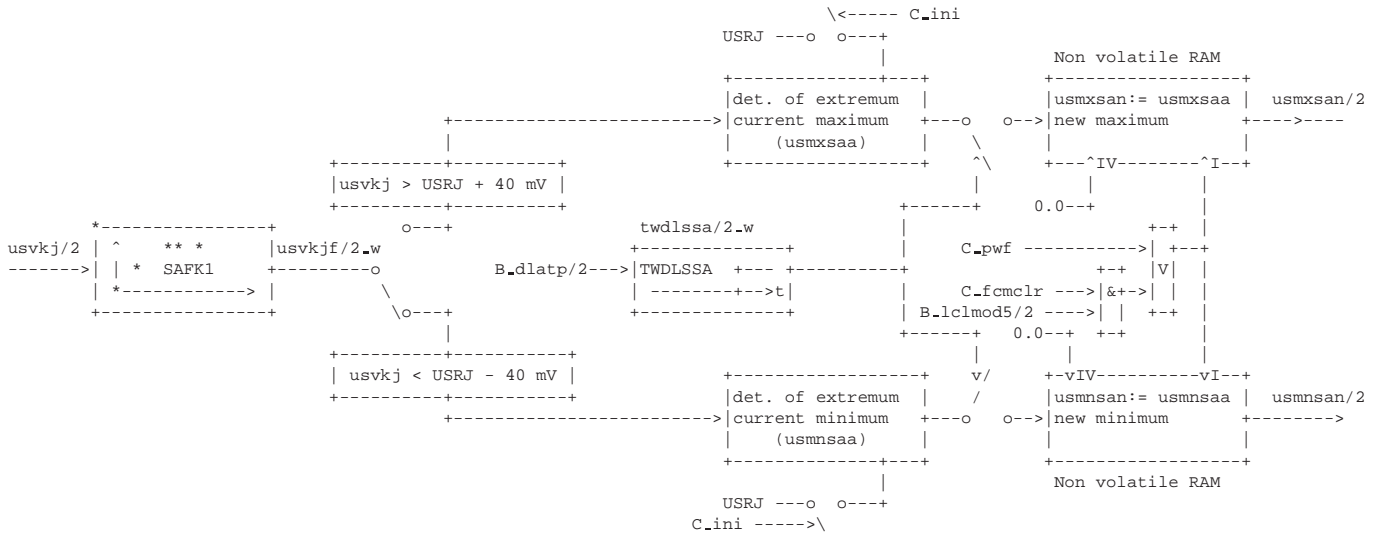 \<----- C_ini
USRJ ---o o---+
|
Non volatile RAM
+---------------+---+ +------------------+
|det. of extremum | |usmxsan:= usmxsaa | usmxsan/2
+------------------------->|current maximum +---o o-->|new maximum +---->----
| | (usmxsaa) | \ | |
+----------+----------+ +-------------------+ ^\ +---^IV-------^I--+
|usvkj > USRJ + 40 mV | | | |
+----------+----------+ +------+ 0.0--+ |
*----------------+ o---+ twdlssa/2_w | +-+ |
usvkj/2 | ^ ** * |usvkjf/2_w +--------------+ | C_pwf ------------>| +--+
------->| | * SAFK1 +----------o B_dlatp/2--->|TWDLSSA +--- +----------+ +-+ |V| |
| *------------> | \ | --------+-->t| | C_fcmclr --->|&+->| | |
+----------------+ \o---+ +--------------+ | B_lclmod5/2 ---->| | +-+ |
| +------+ 0.0--+ +-+ |
+----------+-----------+ | | |
| usvkj < USRJ - 40 mV | +-------------------+ v/ +-vIV----------vI--+
+----------+-----------+ |det. of extremum | / |usmnsan:= usmnsaa | usmnsan/2
+------------------------->|current minimum +---o o-->|new minimum +-------->
| (usmnsaa) | | |
+---------------+---+ +------------------+
| Non volatile RAM
USRJ ---o o---+
C_ini ----->\